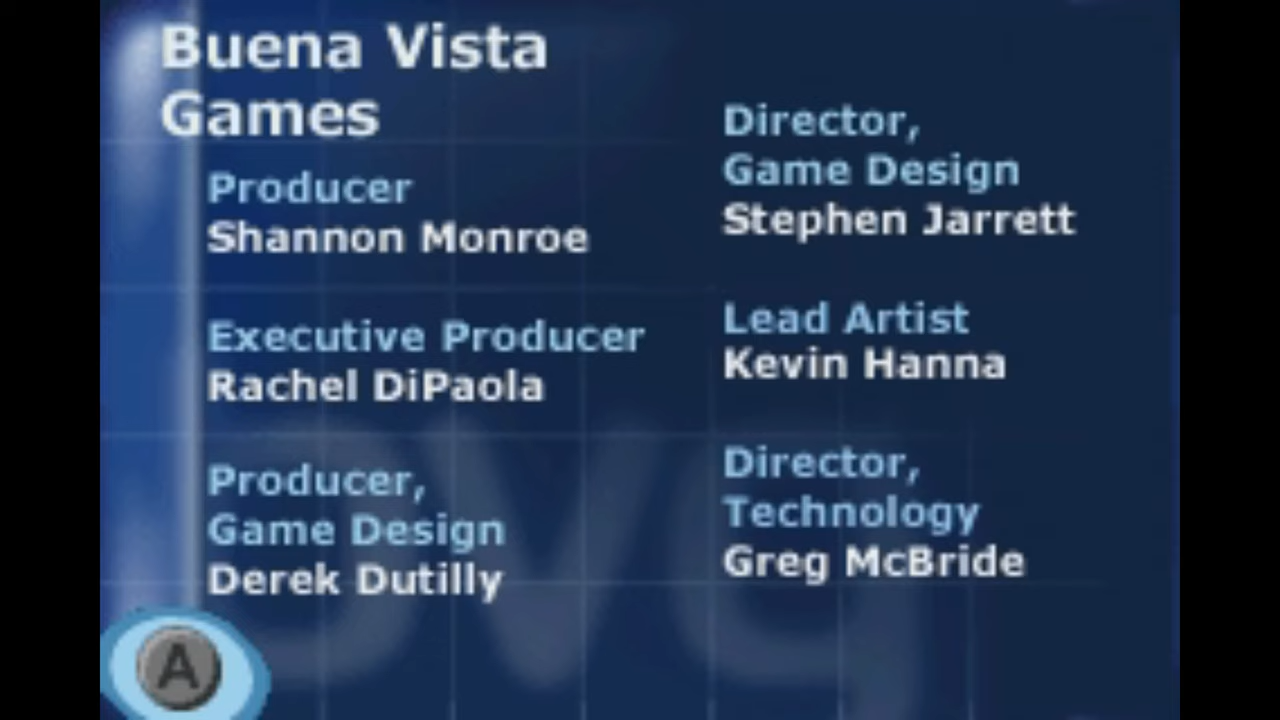 Buena Vista
Games
Producer
Shannon Monroe
Executive Producer
Rachel DiPaola
Producer,
Game Design
Derek Dutilly
Director,
Game Design
Stephen Jarrett
Lead Artist
Kevin Hanna
Director,
Technology
Greg McBride
bvg
A